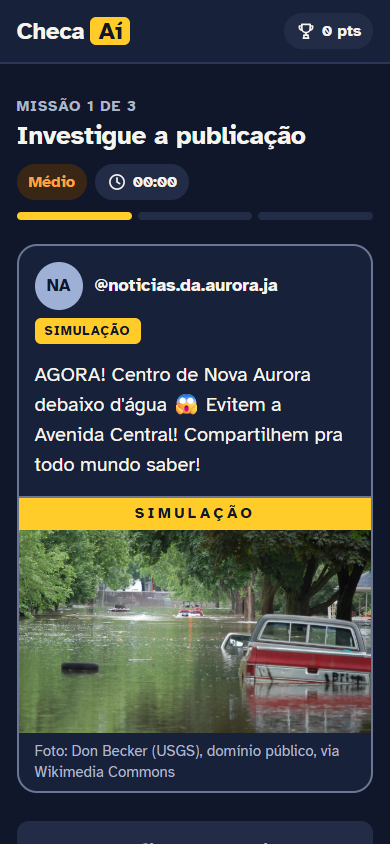 Checa Aí
0 pts
MISSÃO 1 DE 3
Investigue a publicação
Médio
00:00
NA
@noticias.da.aurora.ja
SIMULAÇÃO
AGORA! Centro de Nova Aurora
debaixo d'água 😱 Evitem a
Avenida Central! Compartilhem pra
todo mundo saber!
SIMULAÇÃO
Foto: Don Becker (USGS), domínio público, via
Wikimedia Commons